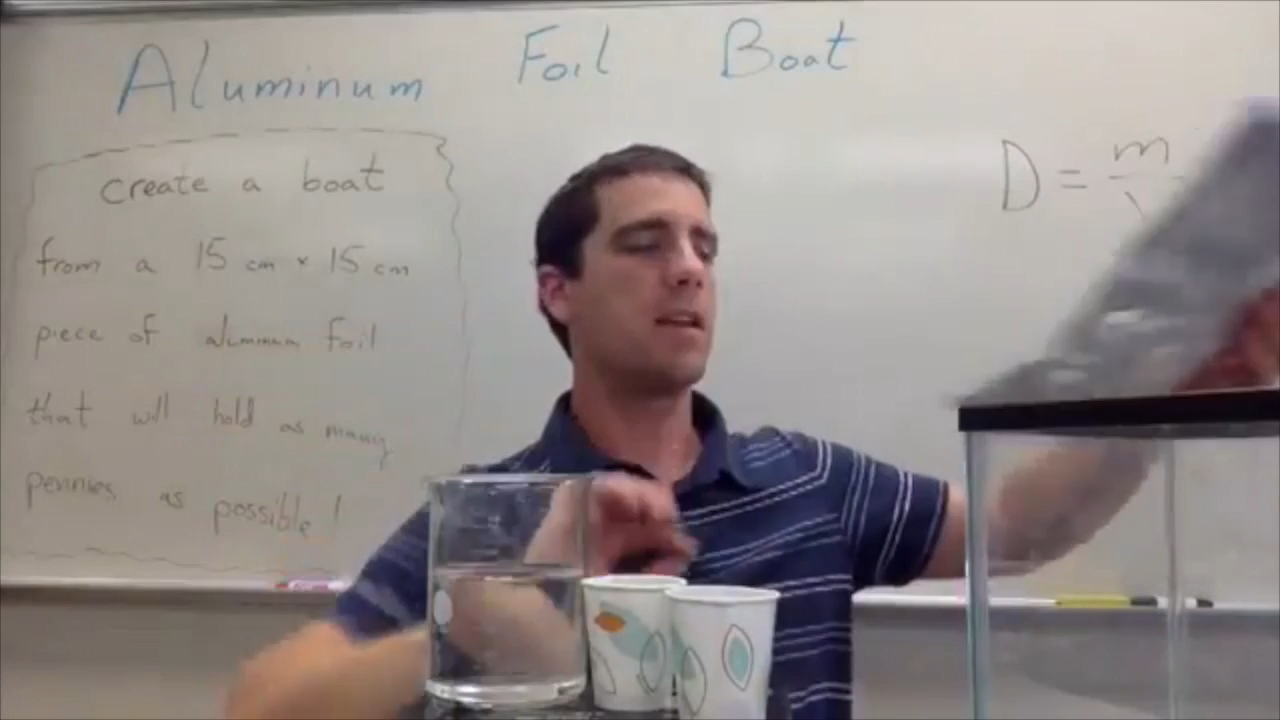 Aluminum Foil Boat
create a boat
from a 15 cm × 15 cm
piece of aluminum foil
that will hold as many
pennies as possible!
D = m